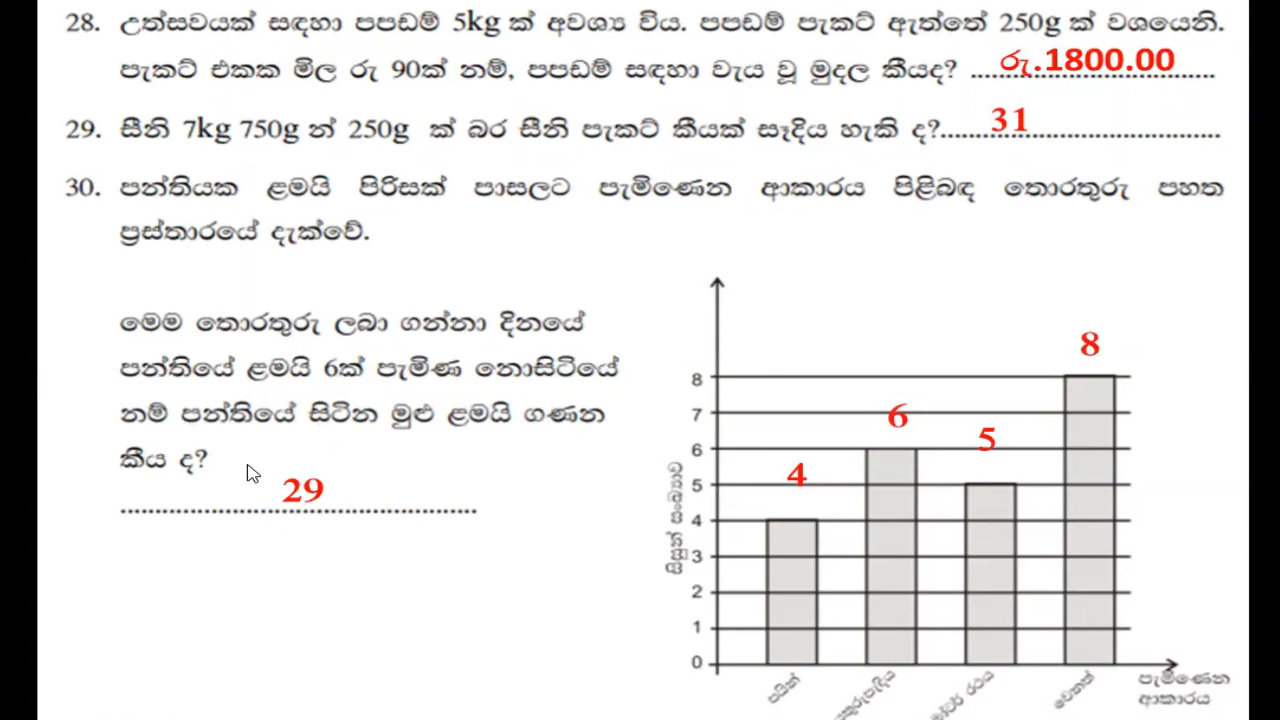 28. උත්සවයක් සඳහා පපඩම් 5kg ක් අවශ්‍ය විය. පපඩම් පැකට් ඇත්තේ 250g ක් වශයෙනි.
පැකට් එකක මිල රු 90ක් නම්, පපඩම් සඳහා වැය වූ මුදල කීයද? රු.1800.00
29. සීනි 7kg 750g න් 250g ක් බර සීනි පැකට් කීයක් සෑදිය හැකි ද? 31
30. පන්තියක ළමයි පිරිසක් පාසලට පැමිණෙන ආකාරය පිළිබඳ තොරතුරු පහත
ප්‍රස්තාරයේ දැක්වේ.
මෙම තොරතුරු ලබා ගන්නා දිනයේ
පන්තියේ ළමයි 6ක් පැමිණ නොසිටියේ
නම් පන්තියේ සිටින මුළු ළමයි ගණන
කීය ද?
29
සිසුන් සංඛ්‍යාව
8
7
6
5
4
3
2
1
0
4
6
5
8
පයින්
රථය
වෙනත්
පැමිණෙන
ආකාරය